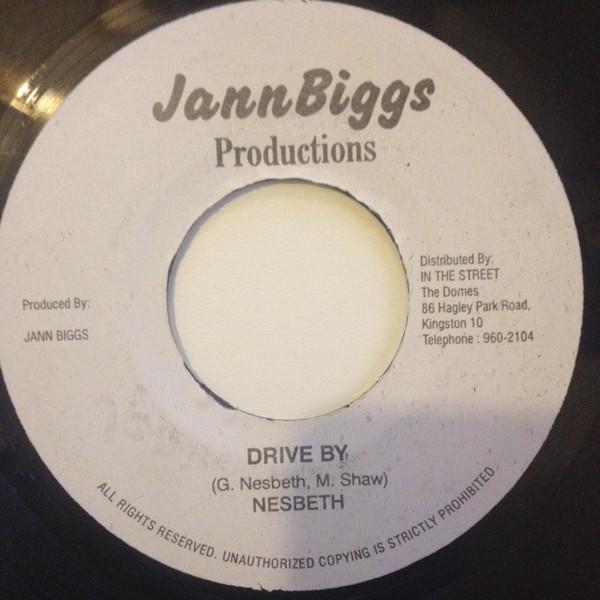 JannBiggs
Productions
Produced By:
JANN BIGGS
Distributed By:
IN THE STREET
The Domes
86 Hagley Park Road,
Kingston 10
Telephone : 960-2104
DRIVE BY
(G. Nesbeth, M. Shaw)
NESBETH
ALL RIGHTS RESERVED. UNAUTHORIZED COPYING IS STRICTLY PROHIBITED